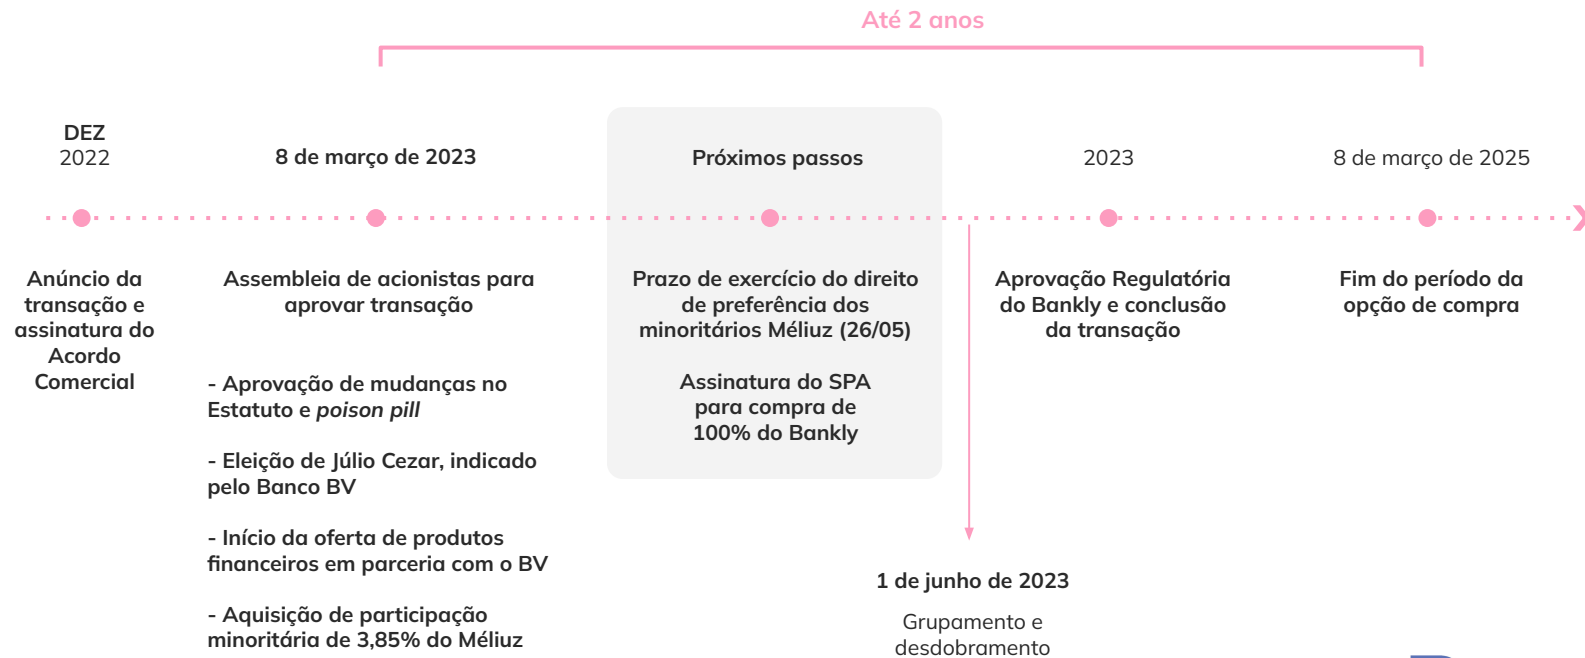 Até 2 anos
DEZ
2022
Anúncio da
transação e
assinatura do
Acordo
Comercial
8 de março de 2023
Assembleia de acionistas para
aprovar transação
- Aprovação de mudanças no
Estatuto e poison pill
- Eleição de Júlio Cezar, indicado
pelo Banco BV
- Início da oferta de produtos
financeiros em parceria com o BV
- Aquisição de participação
minoritária de 3,85% do Méliuz
Próximos passos
Prazo de exercício do direito
de preferência dos
minoritários Méliuz (26/05)
Assinatura do SPA
para compra de
100% do Bankly
1 de junho de 2023
Grupamento e
desdobramento
2023
Aprovação Regulatória
do Bankly e conclusão
da transação
8 de março de 2025
Fim do período da
opção de compra